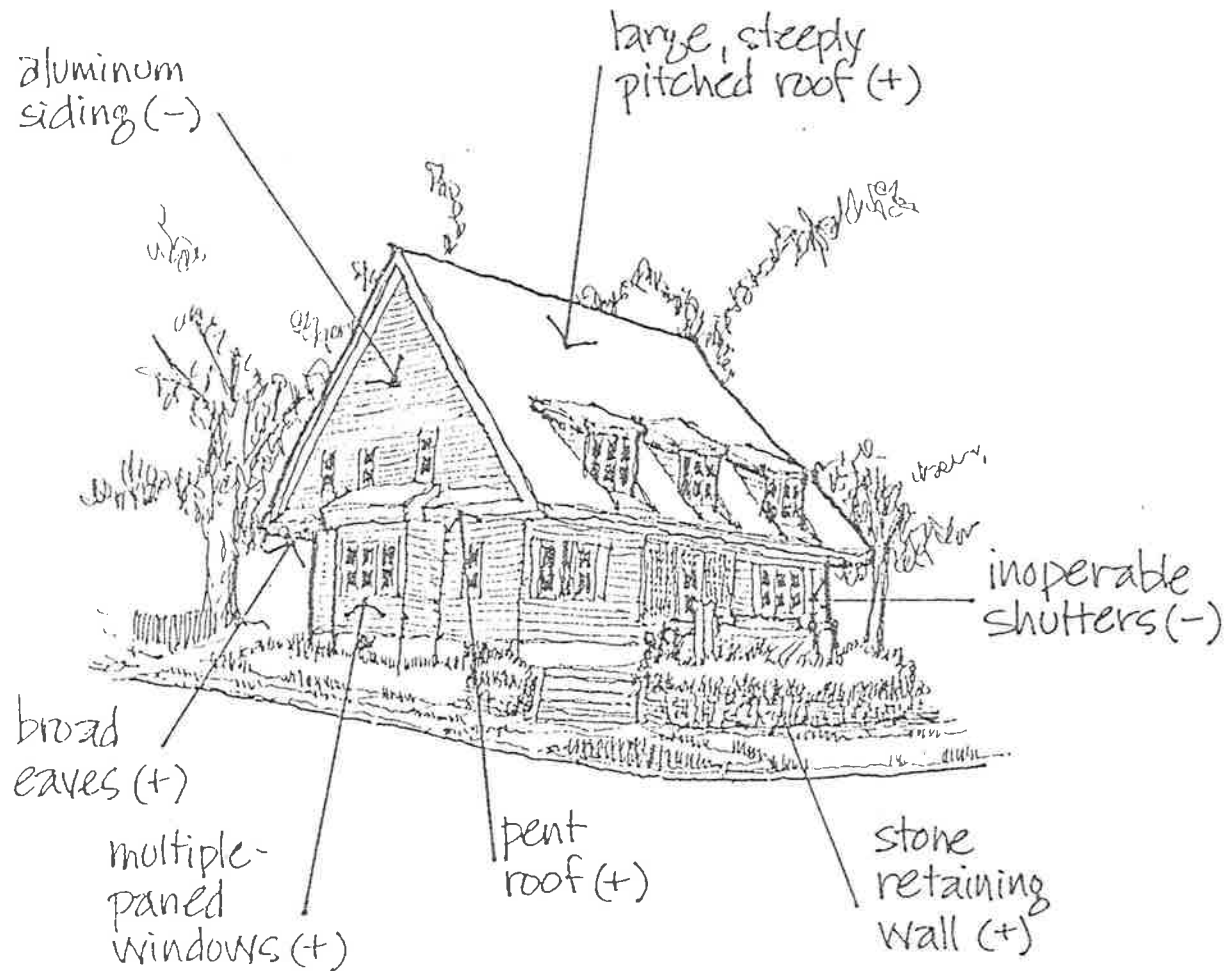 aluminum
siding (-)
large, steeply
pitched roof (+)
inoperable
shutters (-)
broad
eaves (+)
multiple-
paned
windows (+)
pent
roof (+)
stone
retaining
wall (+)